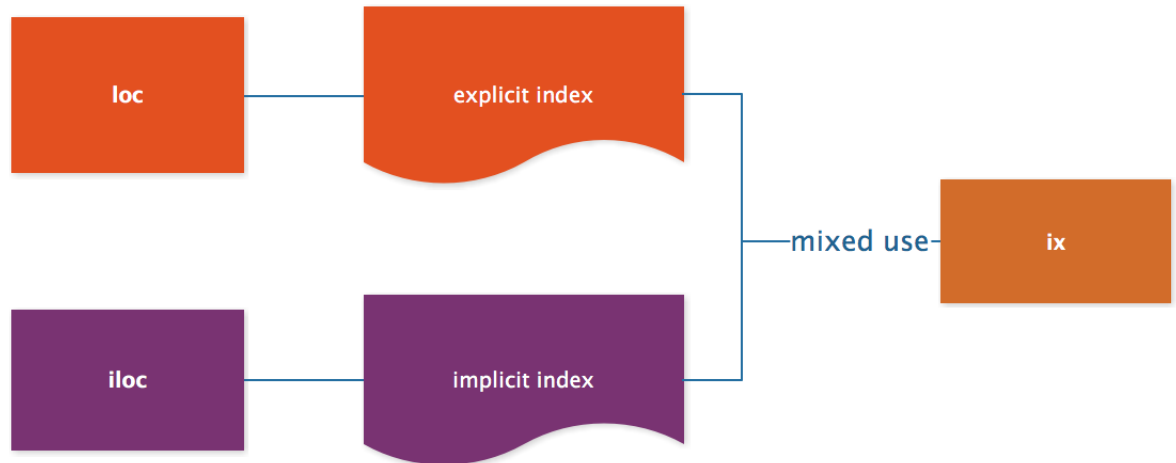 loc
explicit index
mixed use
ix
iloc
implicit index